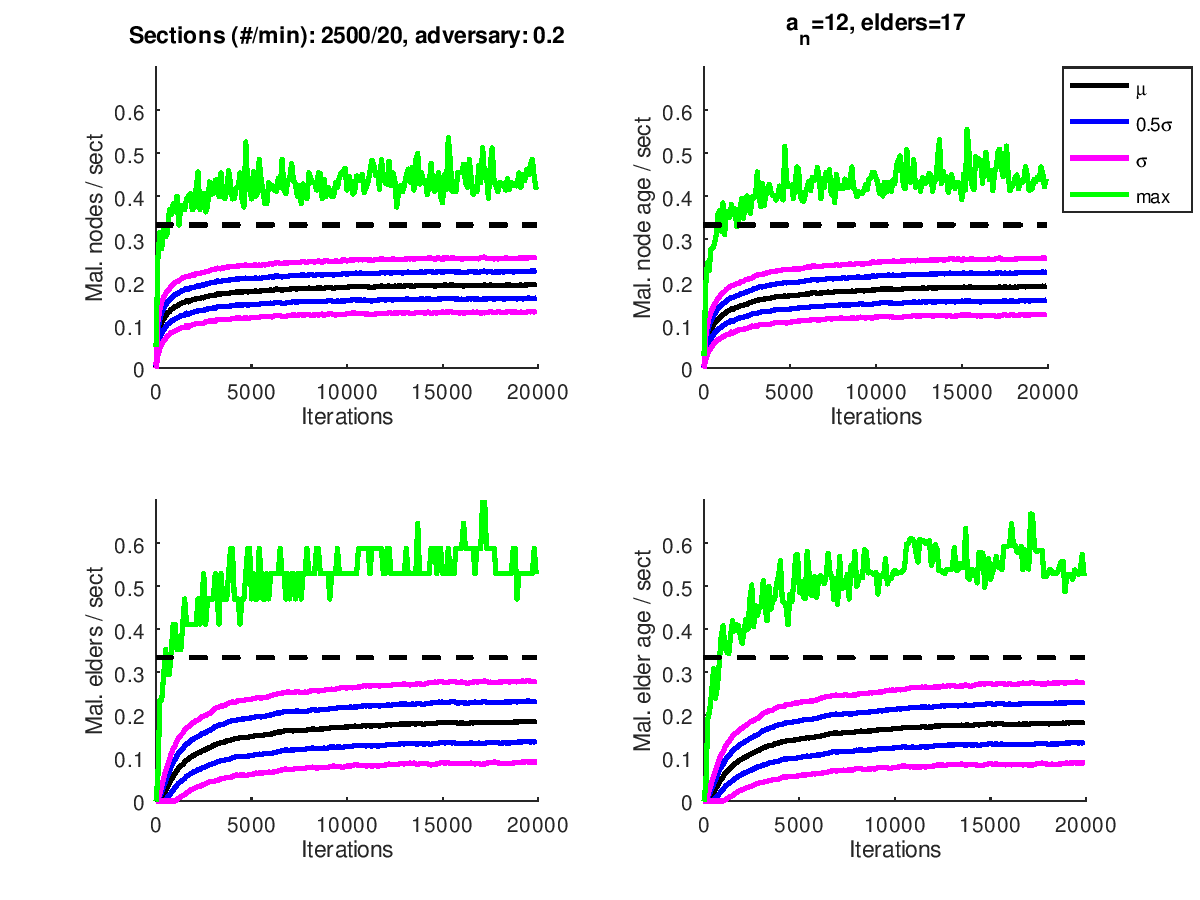 Sections (#/min): 2500/20, adversary: 0.2
a_n=12, elders=17
μ
0.5σ
σ
max
Mal. nodes / sect
0.6
0.5
0.4
0.3
0.2
0.1
0
0 5000 10000 15000 20000
Iterations
Mal. node age / sect
0.6
0.5
0.4
0.3
0.2
0.1
0
0 5000 10000 15000 20000
Iterations
Mal. elders / sect
0.6
0.5
0.4
0.3
0.2
0.1
0
0 5000 10000 15000 20000
Iterations
Mal. elder age / sect
0.6
0.5
0.4
0.3
0.2
0.1
0
0 5000 10000 15000 20000
Iterations